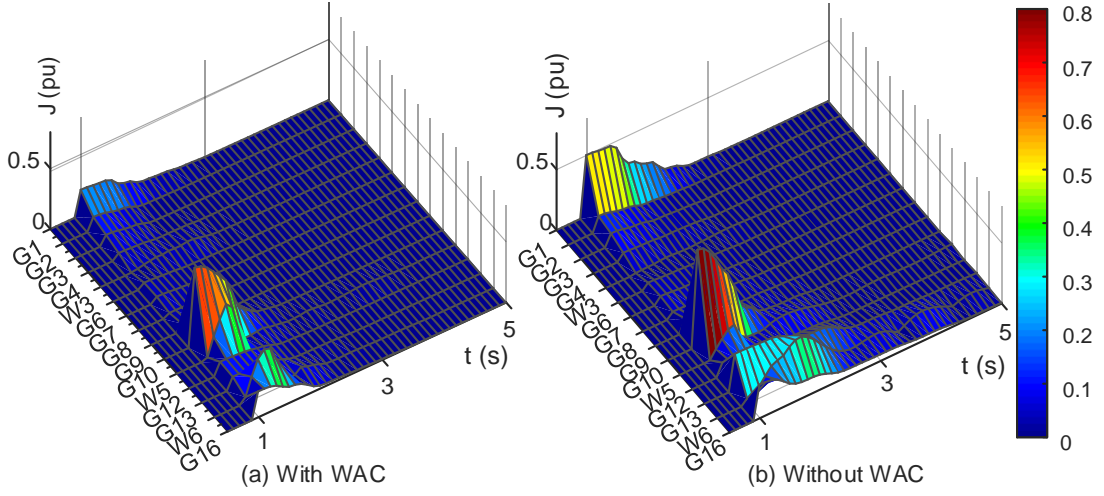 J (pu)
0.5
0
G1
G2
G3
G4
W3
G6
G7
G8
G9
G10
W5
G12
G13
W6
G16
1
3
5
t (s)
(a) With WAC
J (pu)
0.5
0
G1
G2
G3
G4
W3
G6
G7
G8
G9
G10
W5
G12
G13
W6
G16
1
3
5
t (s)
(b) Without WAC
0.8
0.7
0.6
0.5
0.4
0.3
0.2
0.1
0